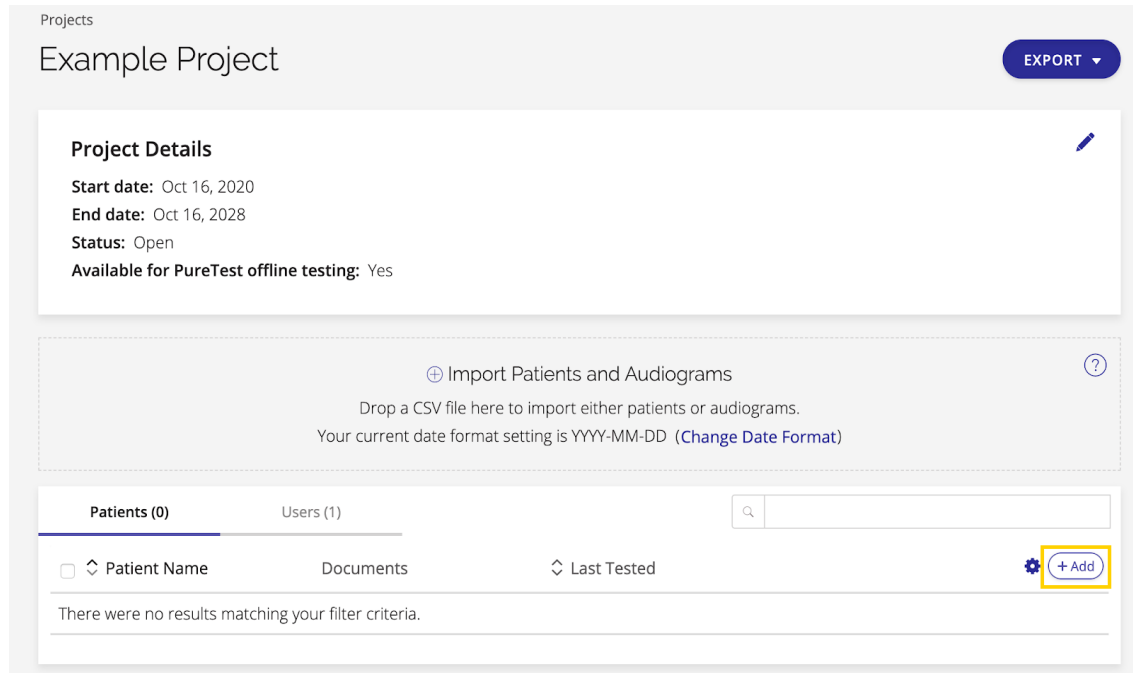 Projects
Example Project
EXPORT
Project Details
Start date: Oct 16, 2020
End date: Oct 16, 2028
Status: Open
Available for PureTest offline testing: Yes
?
Import Patients and Audiograms
Drop a CSV file here to import either patients or audiograms.
Your current date format setting is YYYY-MM-DD (Change Date Format)
Patients (0) Users (1)
Patient Name Documents Last Tested + Add
There were no results matching your filter criteria.